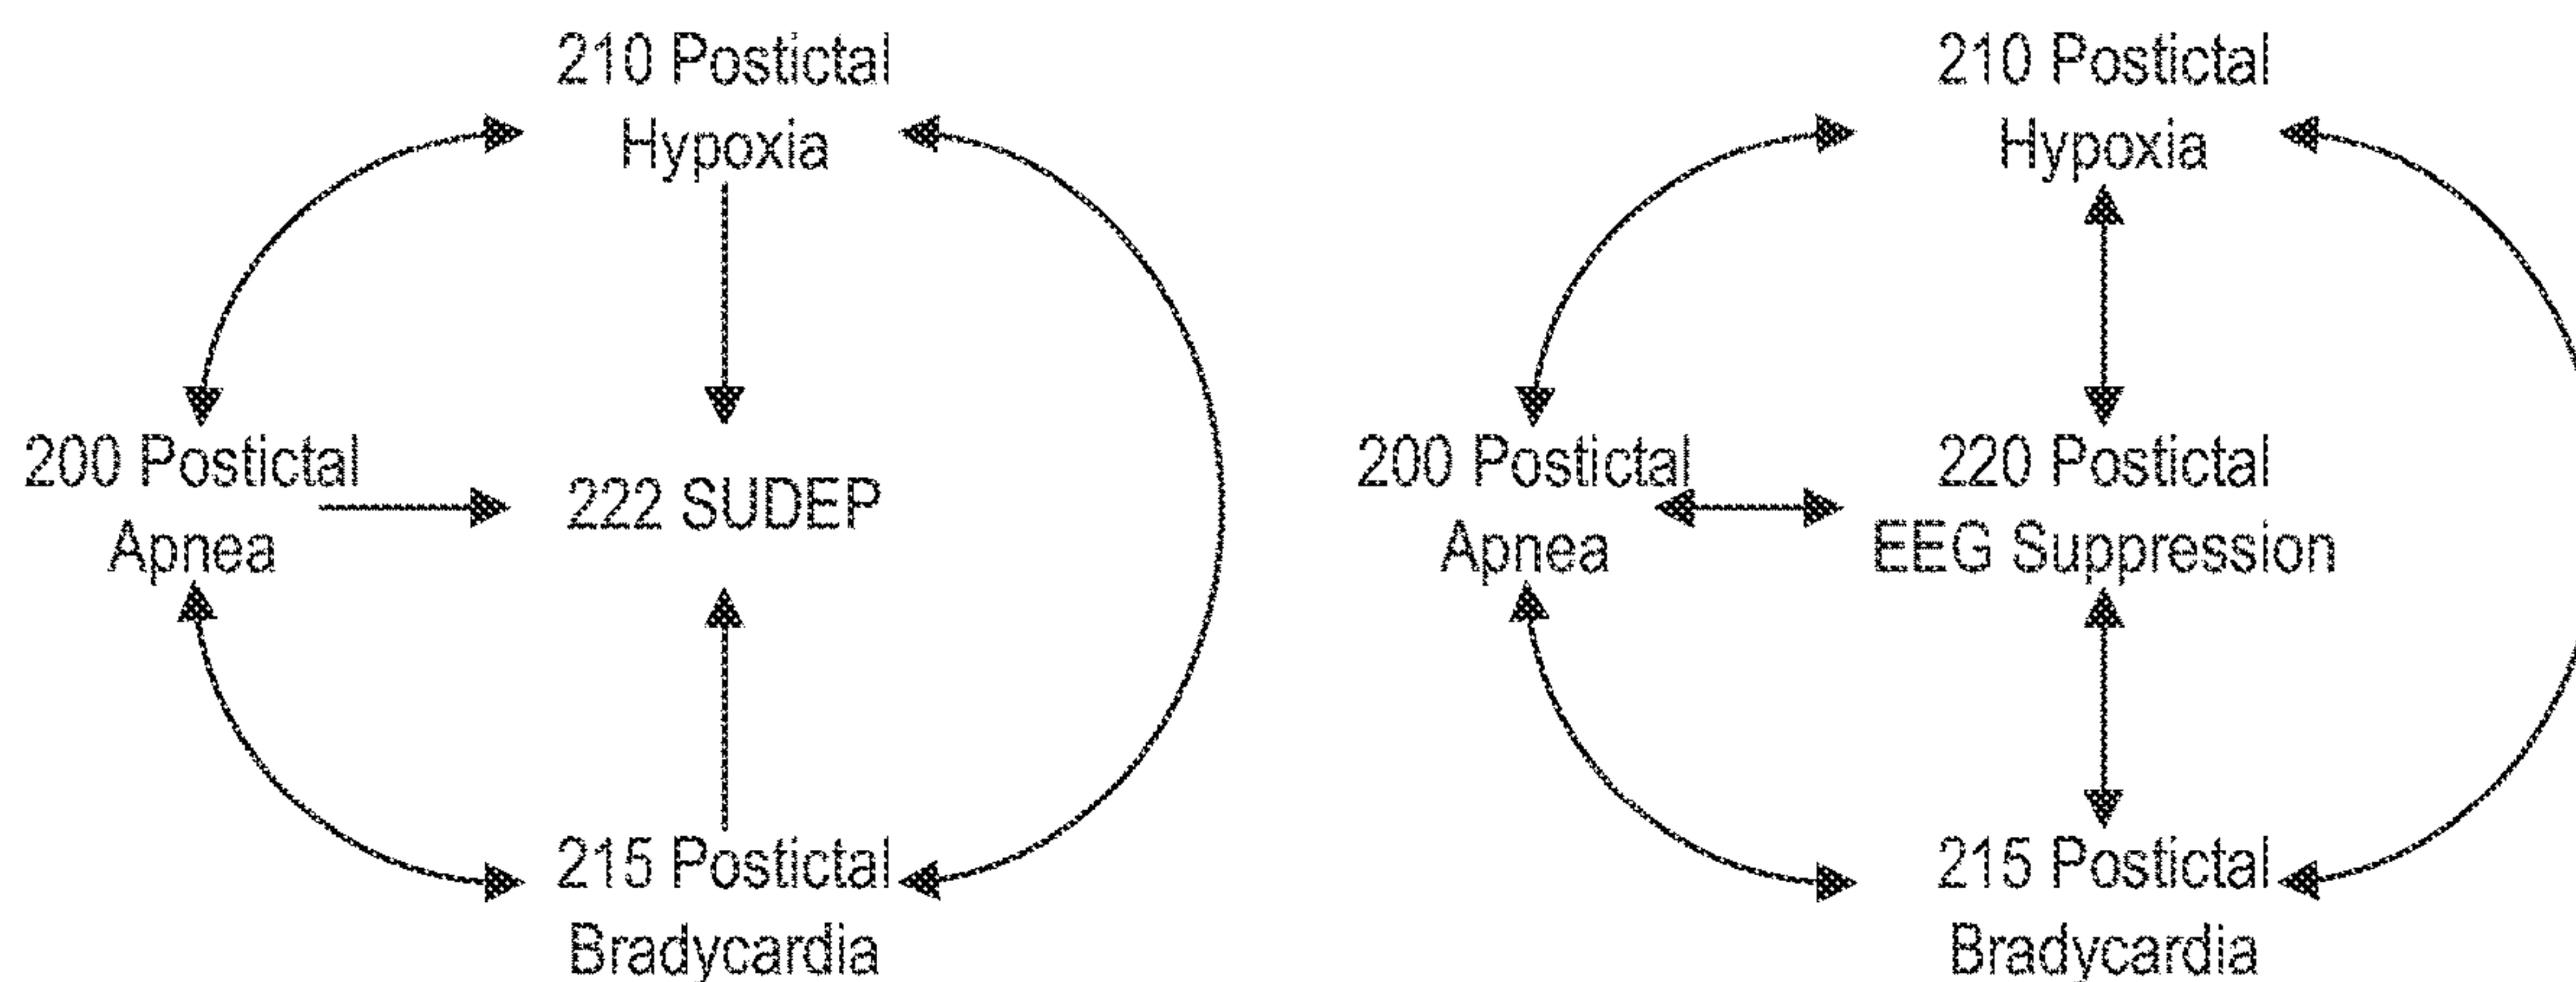 210 Postictal
Hypoxia
200 Postictal
Apnea
222 SUDEP
215 Postictal
Bradycardia
210 Postictal
Hypoxia
200 Postictal
Apnea
220 Postictal
EEG Suppression
215 Postictal
Bradycardia